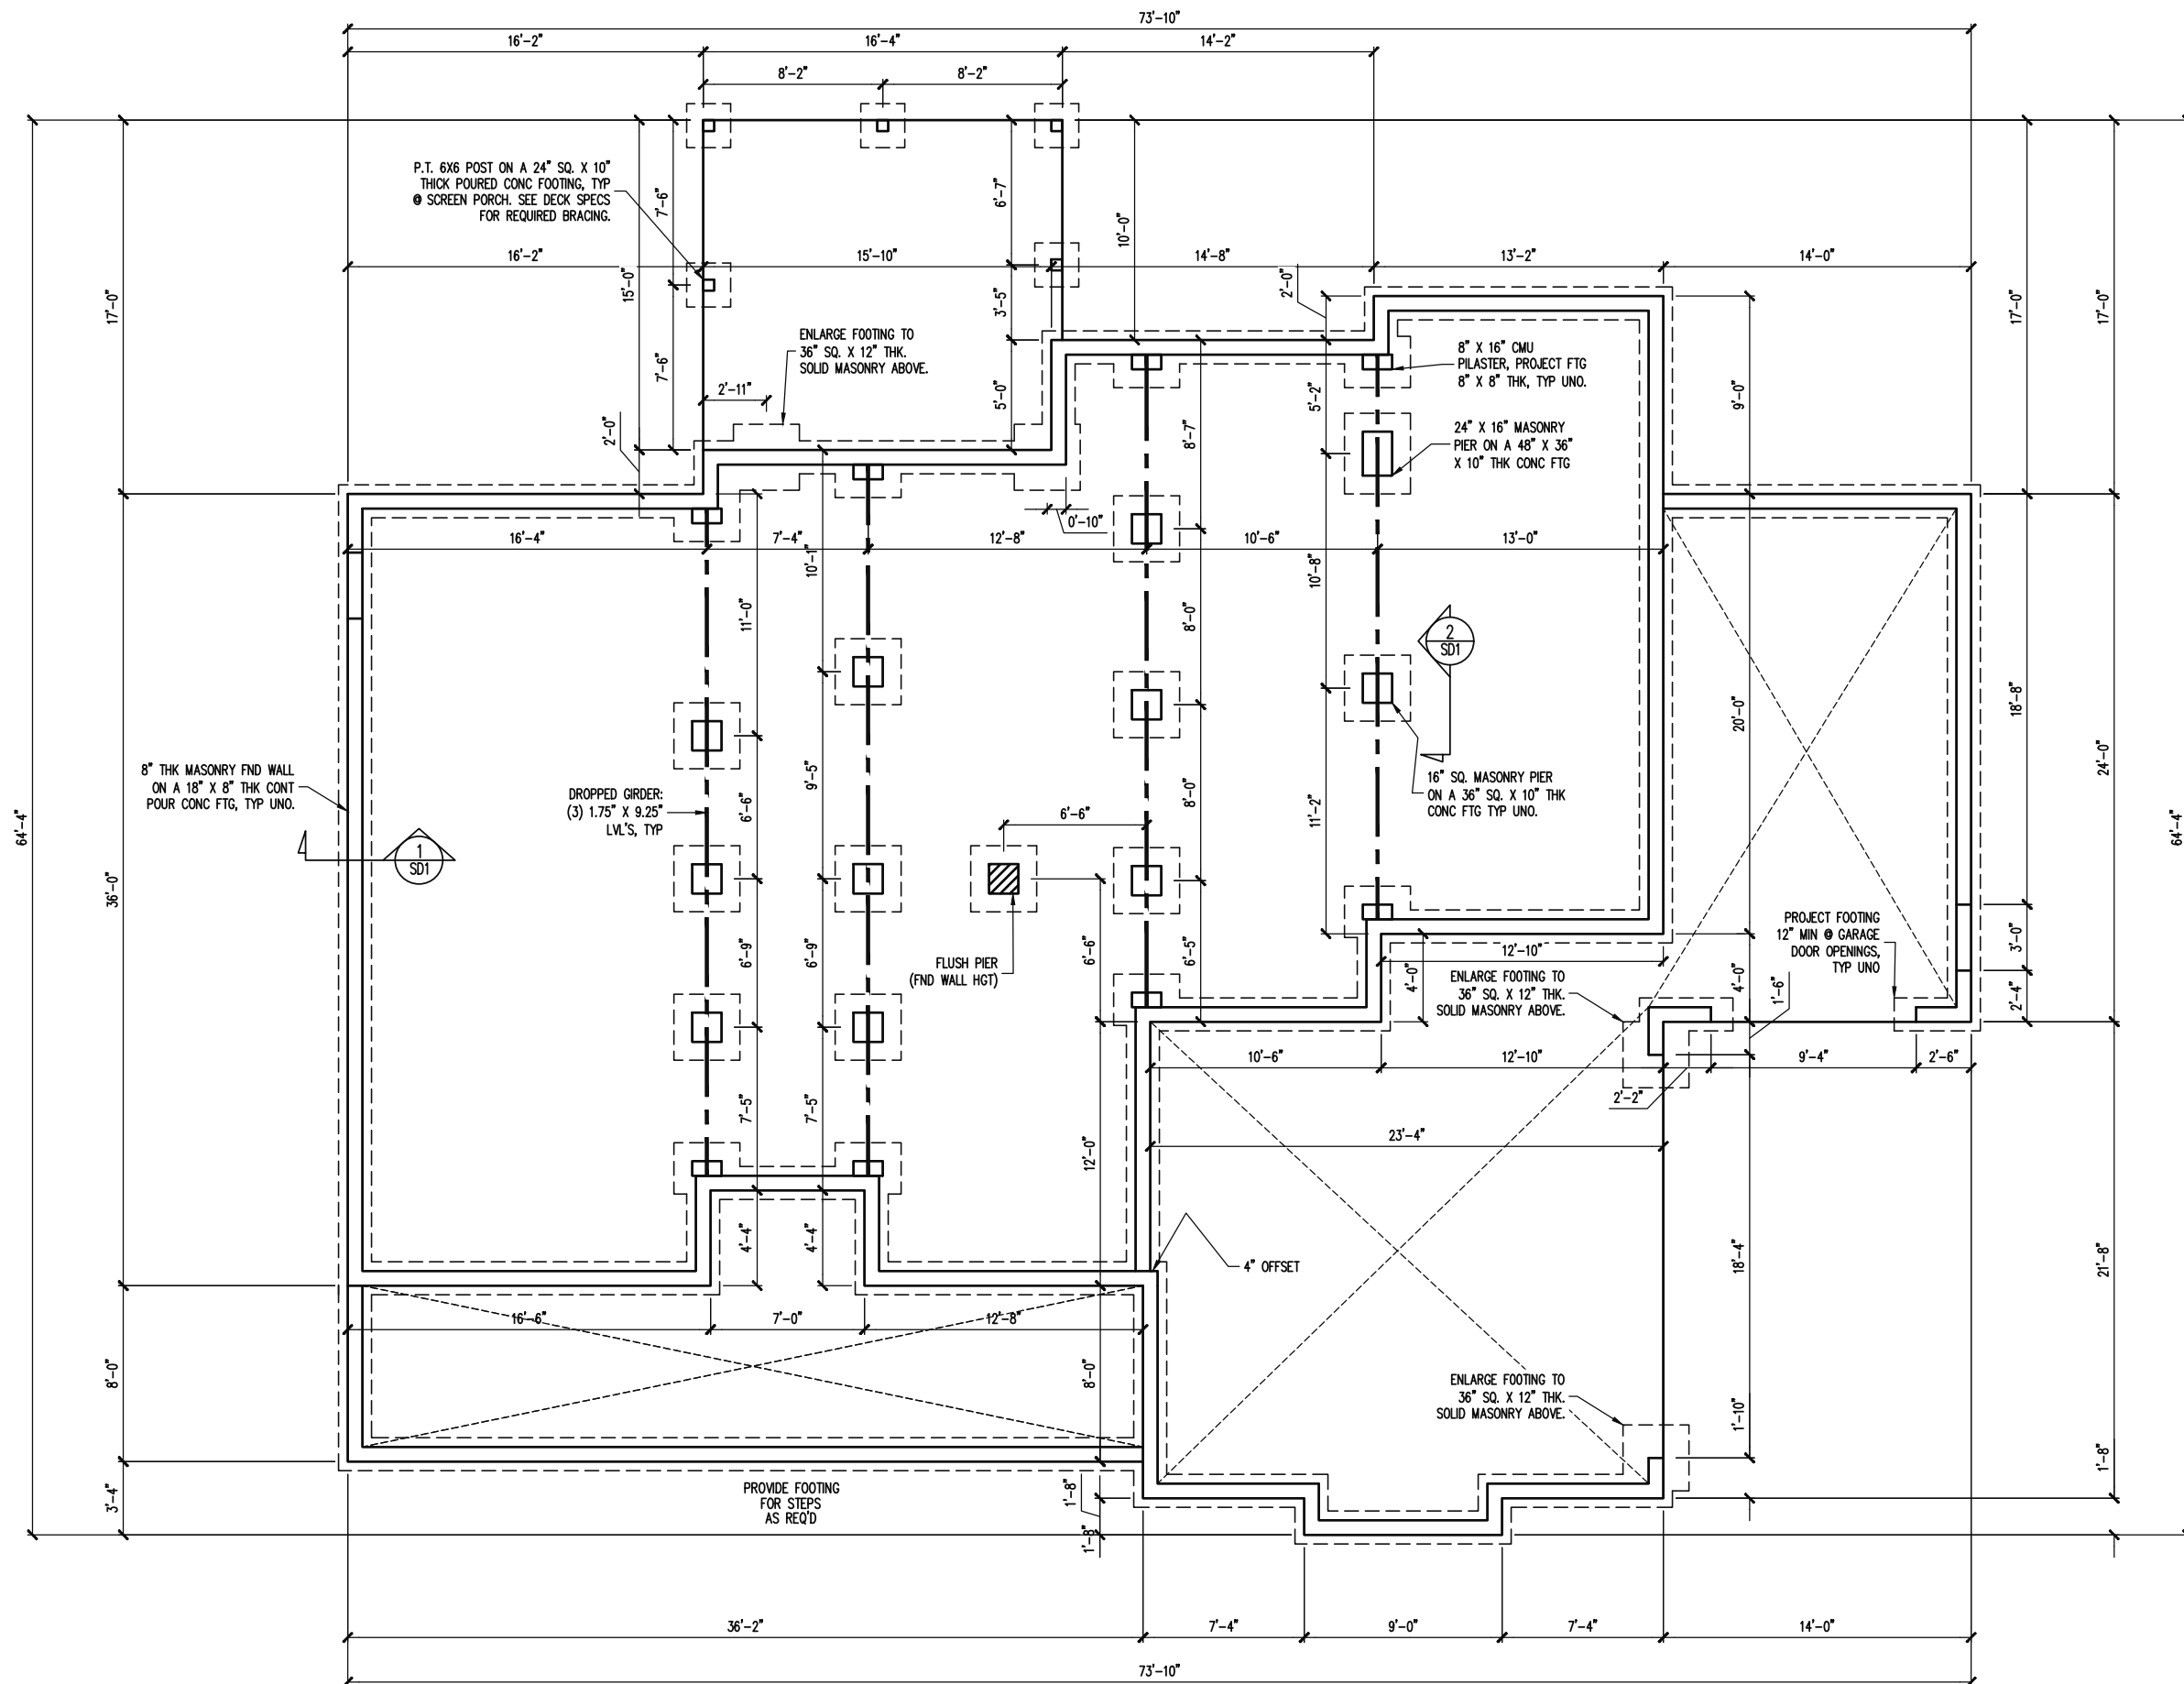 73'-10"
16'-2"
16'-4"
14'-2"
8'-2"
8'-2"
P.T. 6X6 POST ON A 24" SQ. X 10"
THICK POURED CONC FOOTING, TYP
@ SCREEN PORCH. SEE DECK SPECS
FOR REQUIRED BRACING.
7'-6"
6'-7"
10'-0"
16'-2"
15'-10"
14'-8"
13'-2"
14'-0"
17'-0"
15'-0"
3'-5"
2'-0"
17'-0"
17'-0"
ENLARGE FOOTING TO
36" SQ. X 12" THK.
SOLID MASONRY ABOVE.
7'-6"
2'-11"
5'-0"
2'-0"
8" X 16" CMU
PILASTER, PROJECT FTG
8" X 8" THK, TYP UNO.
5'-2"
9'-0"
8'-7"
24" X 16" MASONRY
PIER ON A 48" X 36"
X 10" THK CONC FTG
0'-10"
16'-4"
7'-4"
12'-8"
10'-6"
13'-0"
10'-1"
11'-0"
8'-0"
10'-8"
2
SD1
20'-0"
18'-8"
24'-0"
8" THK MASONRY FND WALL
ON A 18" X 8" THK CONT
POUR CONC FTG, TYP UNO.
DROPPED GIRDER:
(3) 1.75" X 9.25"
LVL'S, TYP
9'-5"
6'-6"
6'-6"
8'-0"
11'-2"
16" SQ. MASONRY PIER
ON A 36" SQ. X 10" THK
CONC FTG TYP UNO.
64'-4"
64'-4"
36'-0"
1
SD1
FLUSH PIER
(FND WALL HGT)
6'-9"
6'-9"
6'-6"
6'-5"
PROJECT FOOTING
12" MIN @ GARAGE
DOOR OPENINGS,
TYP UNO
3'-0"
12'-10"
4'-0"
ENLARGE FOOTING TO
36" SQ. X 12" THK.
SOLID MASONRY ABOVE.
4'-0"
1'-6"
2'-4"
10'-6"
12'-10"
9'-4"
2'-6"
2'-2"
7'-5"
7'-5"
12'-0"
23'-4"
4'-4"
4'-4"
4" OFFSET
18'-4"
21'-8"
16'-6"
7'-0"
12'-8"
8'-0"
8'-0"
ENLARGE FOOTING TO
36" SQ. X 12" THK.
SOLID MASONRY ABOVE.
1'-10"
1'-8"
3'-4"
PROVIDE FOOTING
FOR STEPS
AS REQ'D
1'-8"
1'-8"
36'-2"
7'-4"
9'-0"
7'-4"
14'-0"
73'-10"